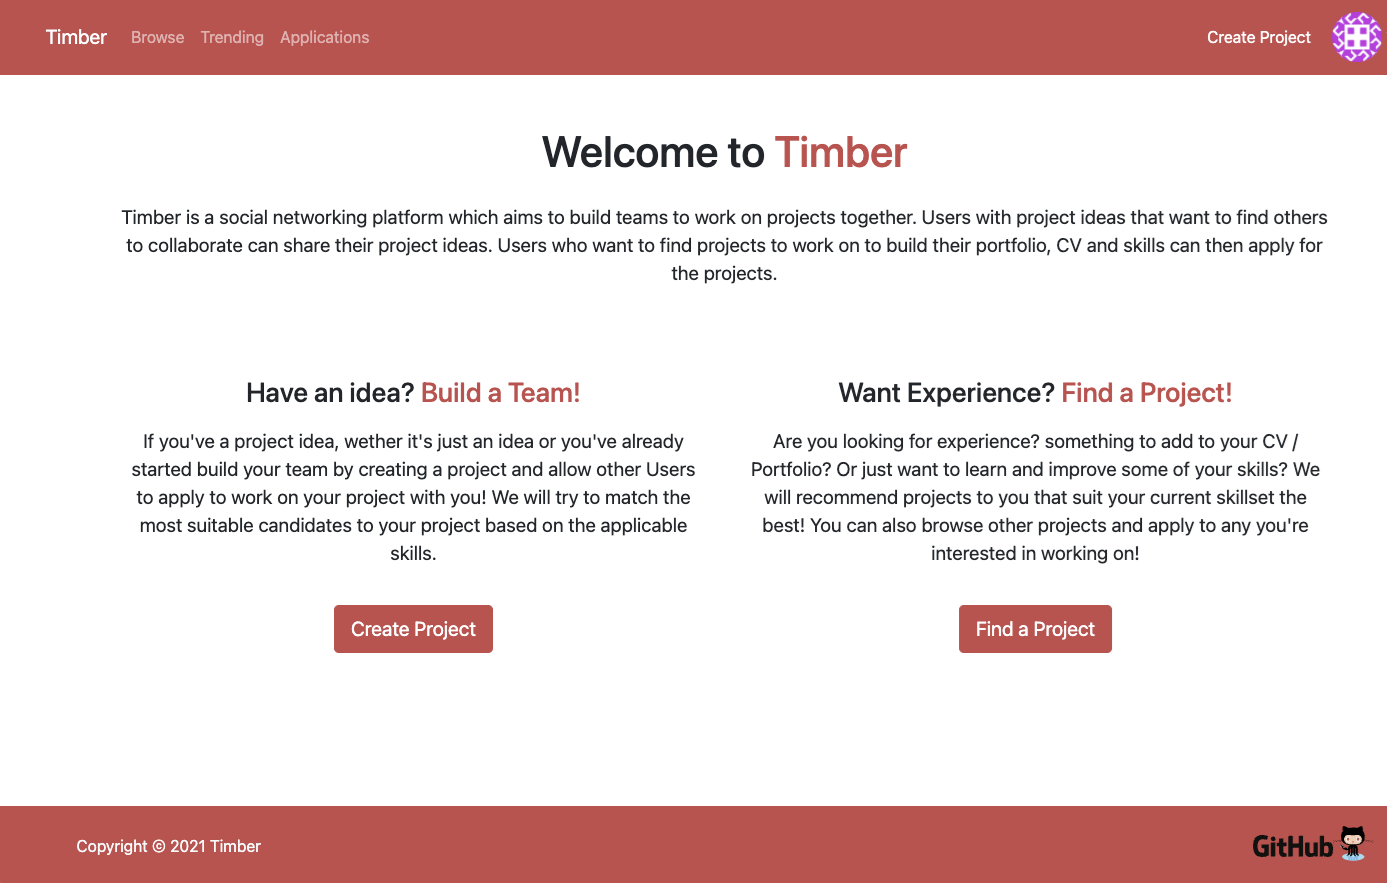 Timber Browse Trending Applications Create Project
Welcome to Timber
Timber is a social networking platform which aims to build teams to work on projects together. Users with project ideas that want to find others
to collaborate can share their project ideas. Users who want to find projects to work on to build their portfolio, CV and skills can then apply for
the projects.
Have an idea? Build a Team!
If you've a project idea, wether it's just an idea or you've already
started build your team by creating a project and allow other Users
to apply to work on your project with you! We will try to match the
most suitable candidates to your project based on the applicable
skills.
Create Project
Want Experience? Find a Project!
Are you looking for experience? something to add to your CV /
Portfolio? Or just want to learn and improve some of your skills? We
will recommend projects to you that suit your current skillset the
best! You can also browse other projects and apply to any you're
interested in working on!
Find a Project
Copyright © 2021 Timber
GitHub